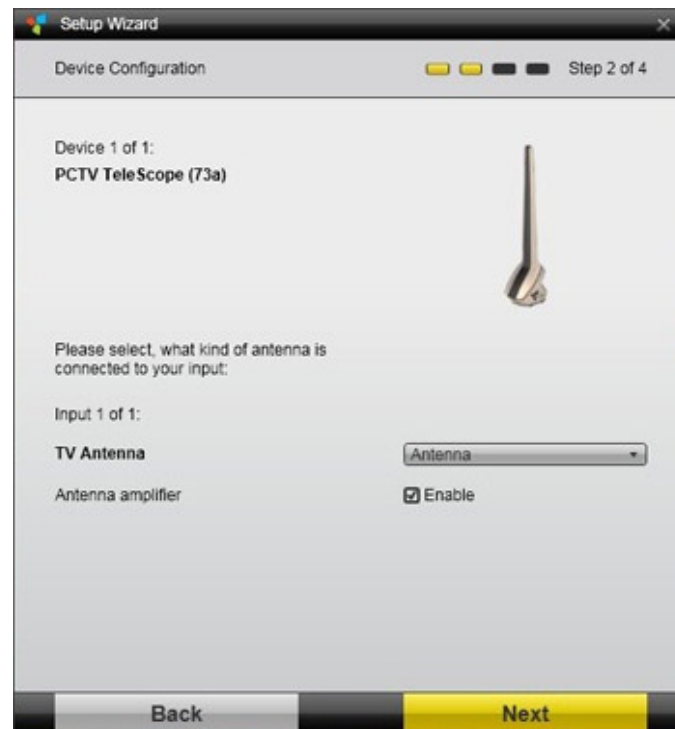 Setup Wizard
Device Configuration Step 2 of 4
Device 1 of 1:
PCTV TeleScope (73a)
Please select, what kind of antenna is
connected to your input:
Input 1 of 1:
TV Antenna Antenna
Antenna amplifier Enable
Back Next